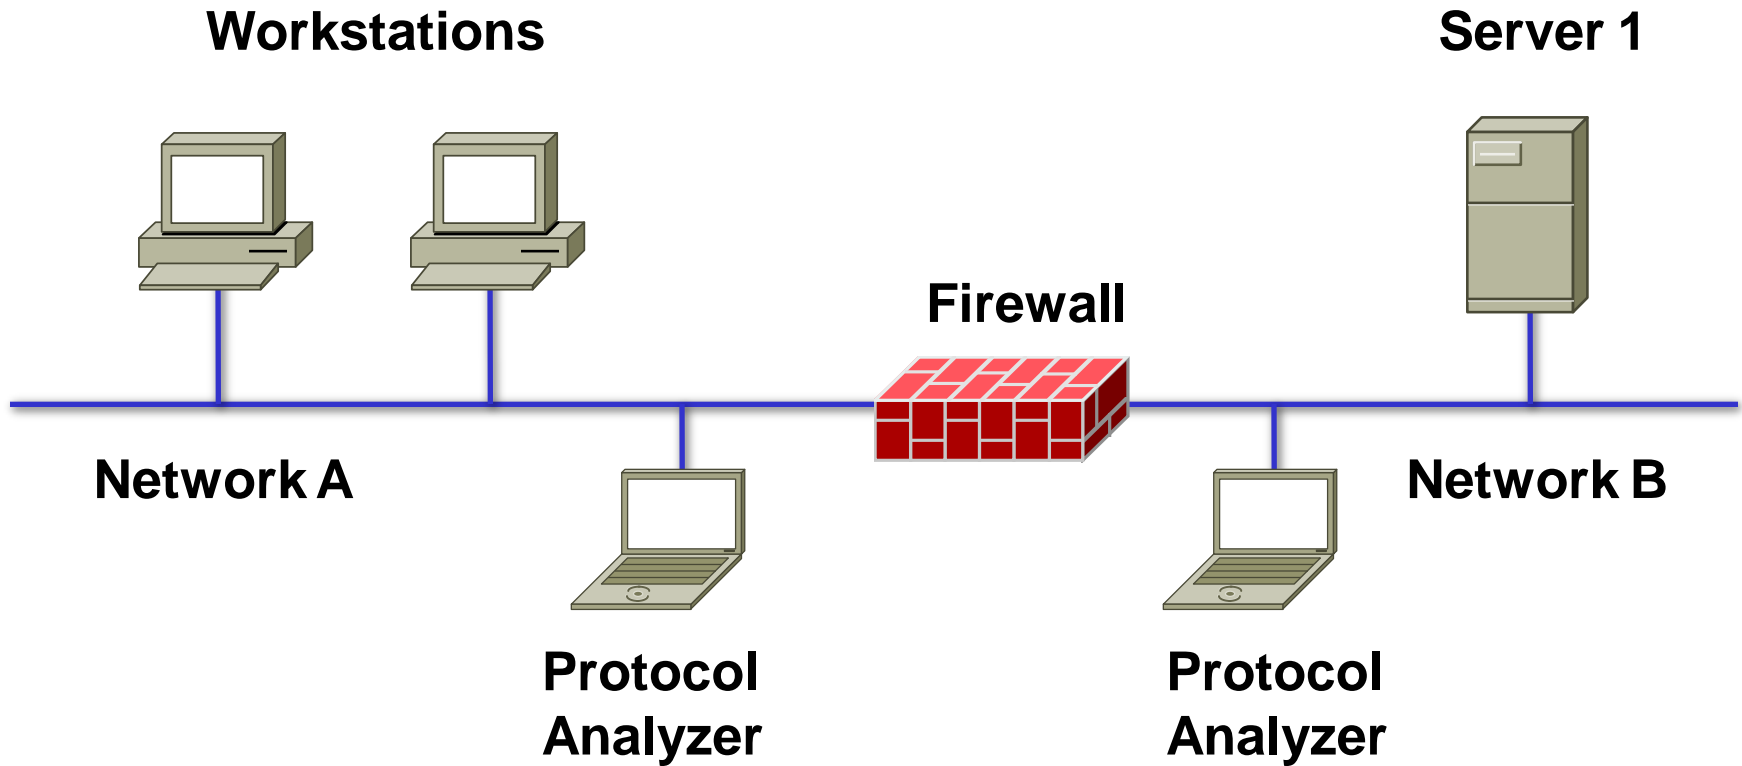 Workstations
Server 1
Firewall
Network A
Network B
Protocol
Analyzer
Protocol
Analyzer